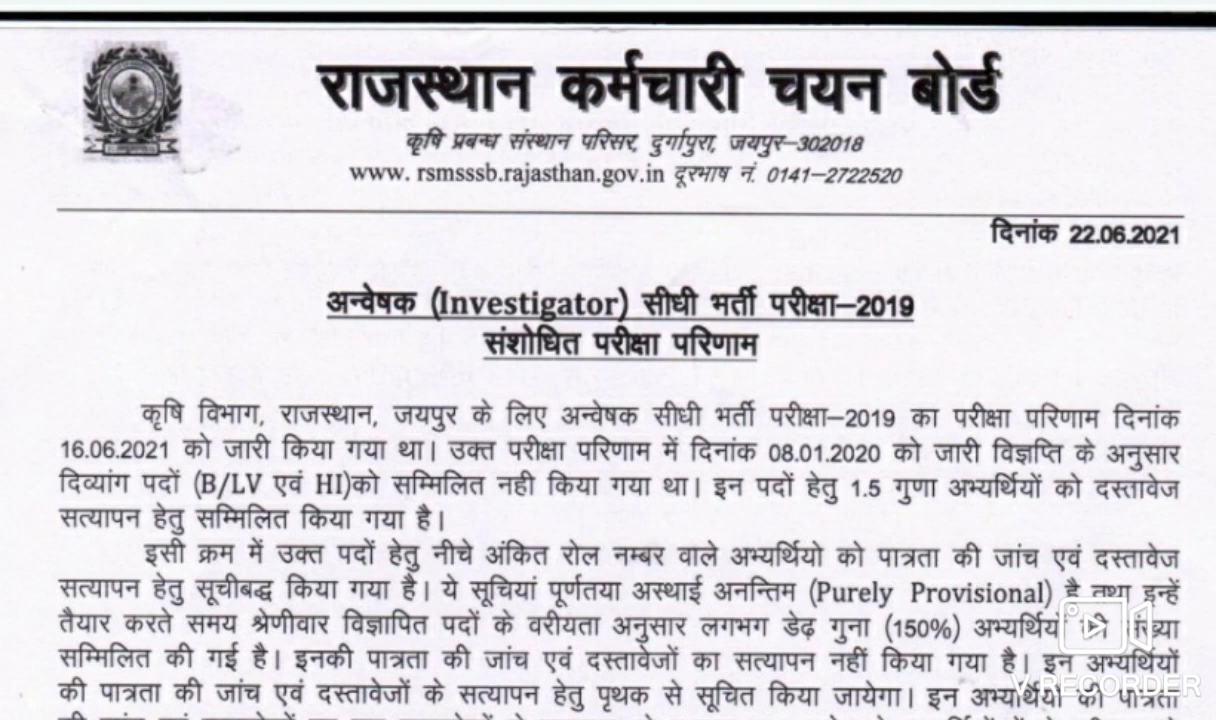 राजस्थान कर्मचारी चयन बोर्ड
कृषि प्रबन्ध संस्थान परिसर, दुर्गापुरा, जयपुर–302018
www. rsmsssb.rajasthan.gov.in दूरभाष नं. 0141–2722520
दिनांक 22.06.2021
अन्वेषक (Investigator) सीधी भर्ती परीक्षा–2019
संशोधित परीक्षा परिणाम
कृषि विभाग, राजस्थान, जयपुर के लिए अन्वेषक सीधी भर्ती परीक्षा–2019 का परीक्षा परिणाम दिनांक
16.06.2021 को जारी किया गया था। उक्त परीक्षा परिणाम में दिनांक 08.01.2020 को जारी विज्ञप्ति के अनुसार
दिव्यांग पदों (B/LV एवं HI)को सम्मिलित नही किया गया था। इन पदों हेतु 1.5 गुणा अभ्यर्थियों को दस्तावेज
सत्यापन हेतु सम्मिलित किया गया है।
इसी क्रम में उक्त पदों हेतु नीचे अंकित रोल नम्बर वाले अभ्यर्थियो को पात्रता की जांच एवं दस्तावेज
सत्यापन हेतु सूचीबद्ध किया गया है। ये सूचियां पूर्णतया अस्थाई अनन्तिम (Purely Provisional) है तथा इन्हें
तैयार करते समय श्रेणीवार विज्ञापित पदों के वरीयता अनुसार लगभग डेढ़ गुना (150%)
सम्मिलित की गई है। इनकी पात्रता की जांच एवं दस्तावेजों का सत्यापन नहीं किया गया है। इन अभ्यर्थियों
की पात्रता की जांच एवं दस्तावेजों के सत्यापन हेतु पृथक से सूचित किया जायेगा। इन अभ्यर्थियों की पात्रता
V RECORDER